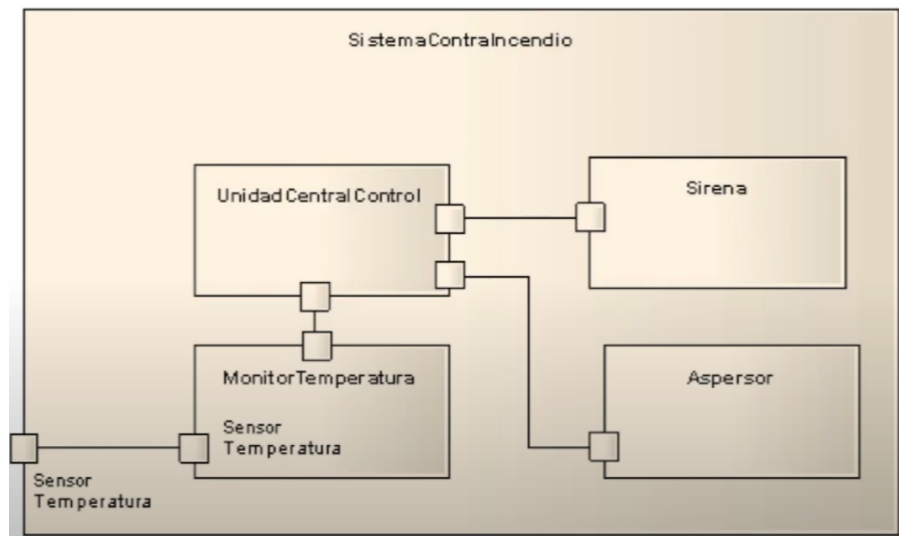 SistemaContraIncendio
UnidadCentralControl
Sirena
MonitorTemperatura
Aspersor
Sensor
Temperatura
Sensor
Temperatura